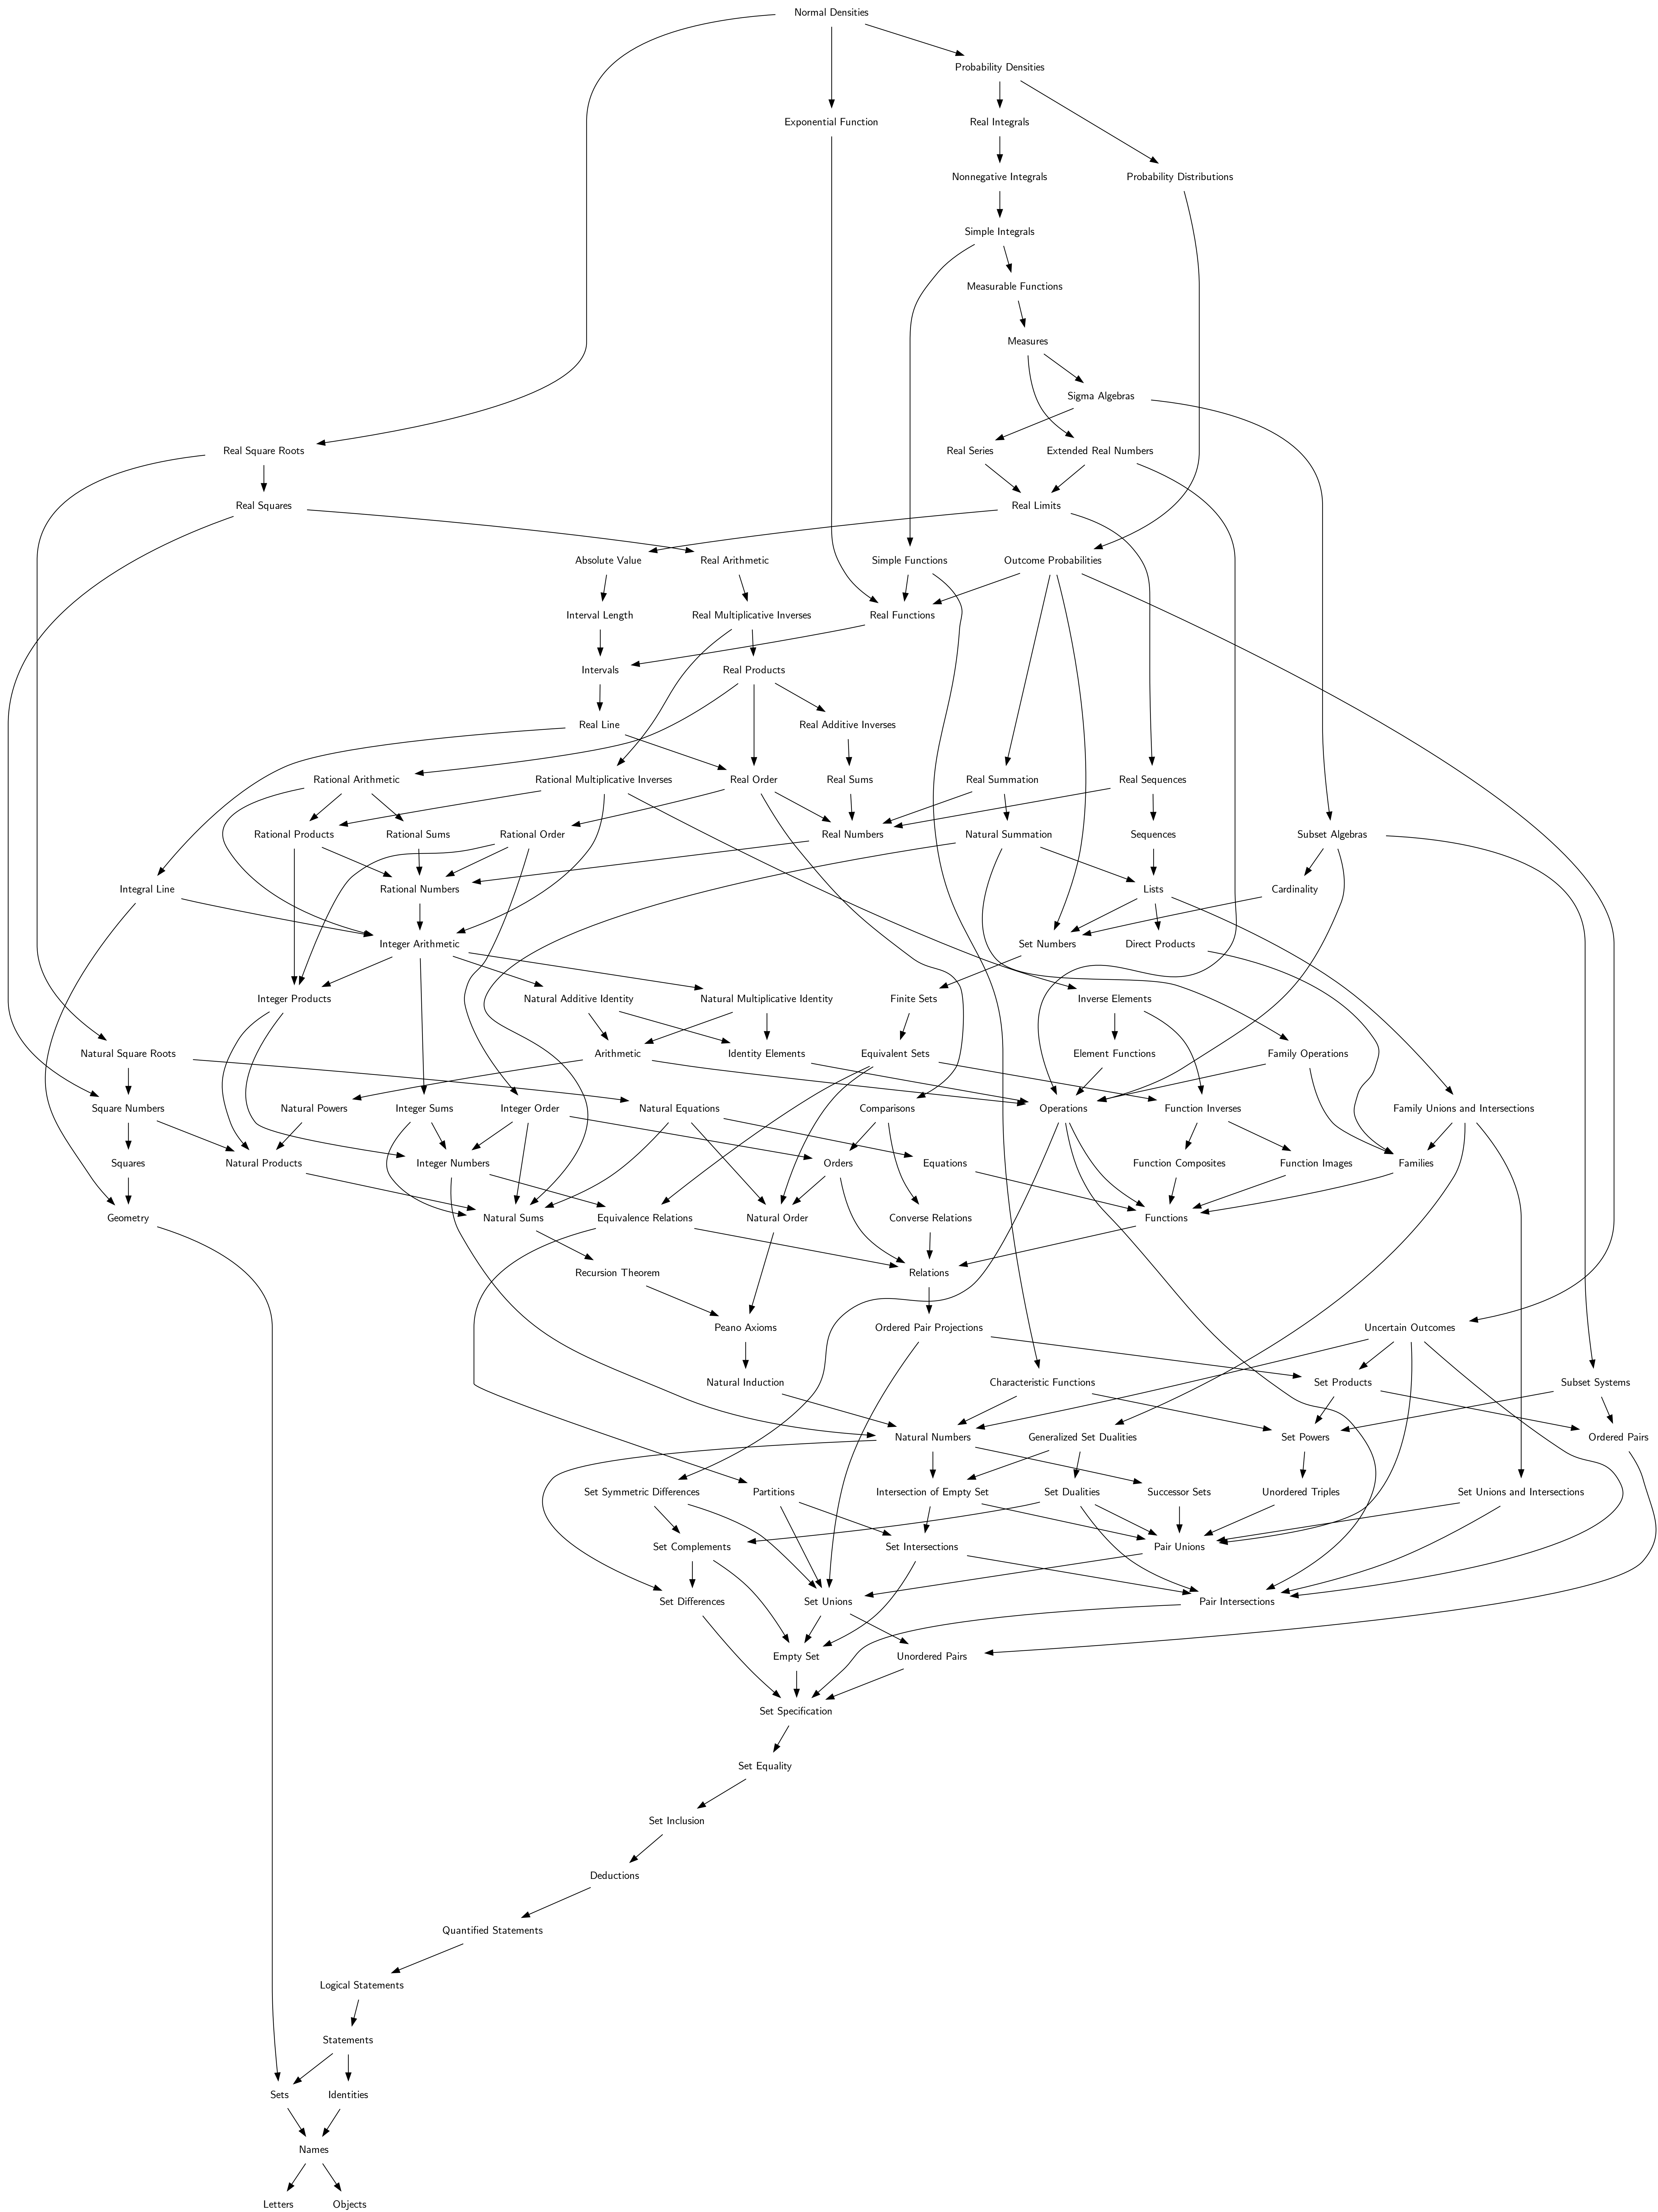 Normal Densities
Probability Densities
Exponential Function
Real Integrals
Nonnegative Integrals
Probability Distributions
Simple Integrals
Measurable Functions
Measures
Sigma Algebras
Real Square Roots
Real Series
Extended Real Numbers
Real Squares
Real Limits
Absolute Value
Real Arithmetic
Simple Functions
Outcome Probabilities
Interval Length
Real Multiplicative Inverses
Real Functions
Intervals
Real Products
Real Line
Real Additive Inverses
Rational Arithmetic
Rational Multiplicative Inverses
Real Order
Real Sums
Real Summation
Real Sequences
Rational Products
Rational Sums
Rational Order
Real Numbers
Natural Summation
Sequences
Subset Algebras
Integral Line
Rational Numbers
Lists
Cardinality
Integer Arithmetic
Set Numbers
Direct Products
Integer Products
Natural Additive Identity
Natural Multiplicative Identity
Finite Sets
Inverse Elements
Natural Square Roots
Arithmetic
Identity Elements
Equivalent Sets
Element Functions
Family Operations
Square Numbers
Natural Powers
Integer Sums
Integer Order
Natural Equations
Comparisons
Operations
Function Inverses
Family Unions and Intersections
Squares
Natural Products
Integer Numbers
Orders
Equations
Function Composites
Function Images
Families
Geometry
Natural Sums
Equivalence Relations
Natural Order
Converse Relations
Functions
Recursion Theorem
Relations
Peano Axioms
Ordered Pair Projections
Uncertain Outcomes
Natural Induction
Characteristic Functions
Set Products
Subset Systems
Natural Numbers
Generalized Set Dualities
Set Powers
Ordered Pairs
Set Symmetric Differences
Partitions
Intersection of Empty Set
Set Dualities
Successor Sets
Unordered Triples
Set Unions and Intersections
Set Complements
Set Intersections
Pair Unions
Set Differences
Set Unions
Pair Intersections
Empty Set
Unordered Pairs
Set Specification
Set Equality
Set Inclusion
Deductions
Quantified Statements
Logical Statements
Statements
Sets
Identities
Names
Letters
Objects